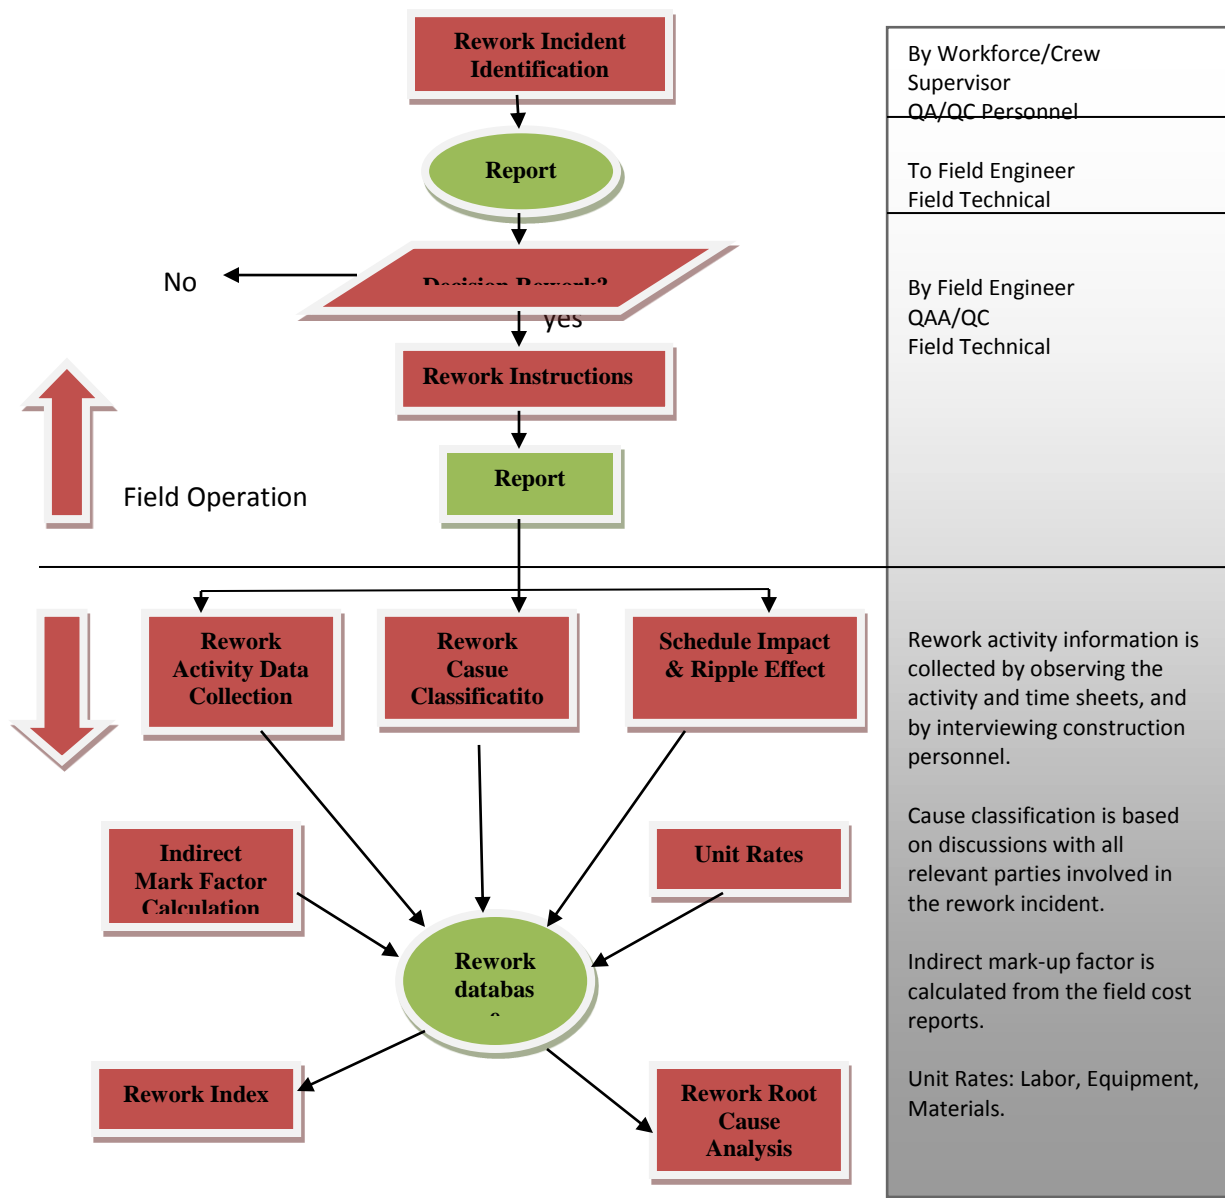 Rework Incident
Identification
By Workforce/Crew
Supervisor
QA/QC Personnel
Report
To Field Engineer
Field Technical
No
Decision Rework?
yes
By Field Engineer
QAA/QC
Field Technical
Rework Instructions
Report
Field Operation
Rework
Activity Data
Collection
Rework
Casue
Classificatito
Schedule Impact
& Ripple Effect
Rework activity information is
collected by observing the
activity and time sheets, and
by interviewing construction
personnel.
Cause classification is based
on discussions with all
relevant parties involved in
the rework incident.
Indirect mark-up factor is
calculated from the field cost
reports.
Unit Rates: Labor, Equipment,
Materials.
Indirect
Mark Factor
Calculation
Unit Rates
Rework
databas
e
Rework Index
Rework Root
Cause
Analysis